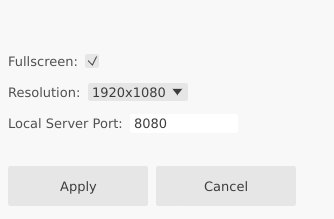 Fullscreen:
Resolution: 1920x1080
Local Server Port: 8080
Apply Cancel